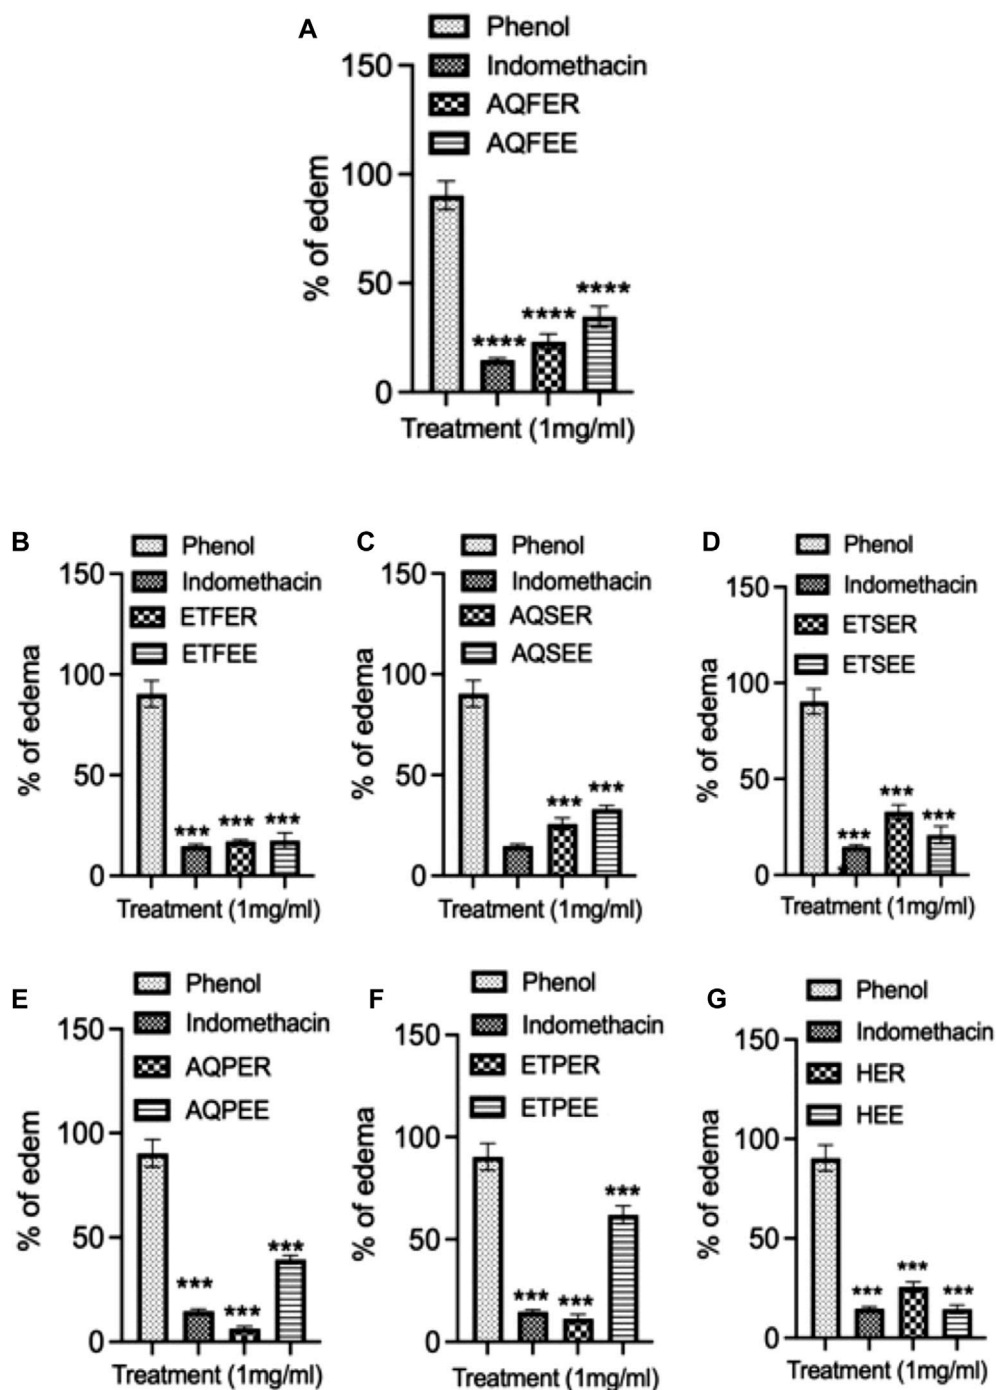 A
Phenol
Indomethacin
AQFER
AQFEE
150
100
50
0
% of edem
****
****
****
Treatment (1mg/ml)
B
Phenol
Indomethacin
ETFER
ETFEE
150
100
50
0
% of edema
***
***
***
Treatment (1mg/ml)
C
Phenol
Indomethacin
AQSER
AQSEE
150
100
50
0
% of edema
***
***
Treatment (1mg/ml)
D
Phenol
Indomethacin
ETSER
ETSEE
150
100
50
0
% of edema
***
***
***
Treatment (1mg/ml)
E
Phenol
Indomethacin
AQPER
AQPEE
150
100
50
0
% of edem
***
***
***
Treatment (1mg/ml)
F
Phenol
Indomethacin
ETPER
ETPEE
150
100
50
0
% of edema
***
***
***
Treatment (1mg/ml)
G
Phenol
Indomethacin
HER
HEE
150
100
50
0
% of edema
***
***
***
Treatment (1mg/ml)